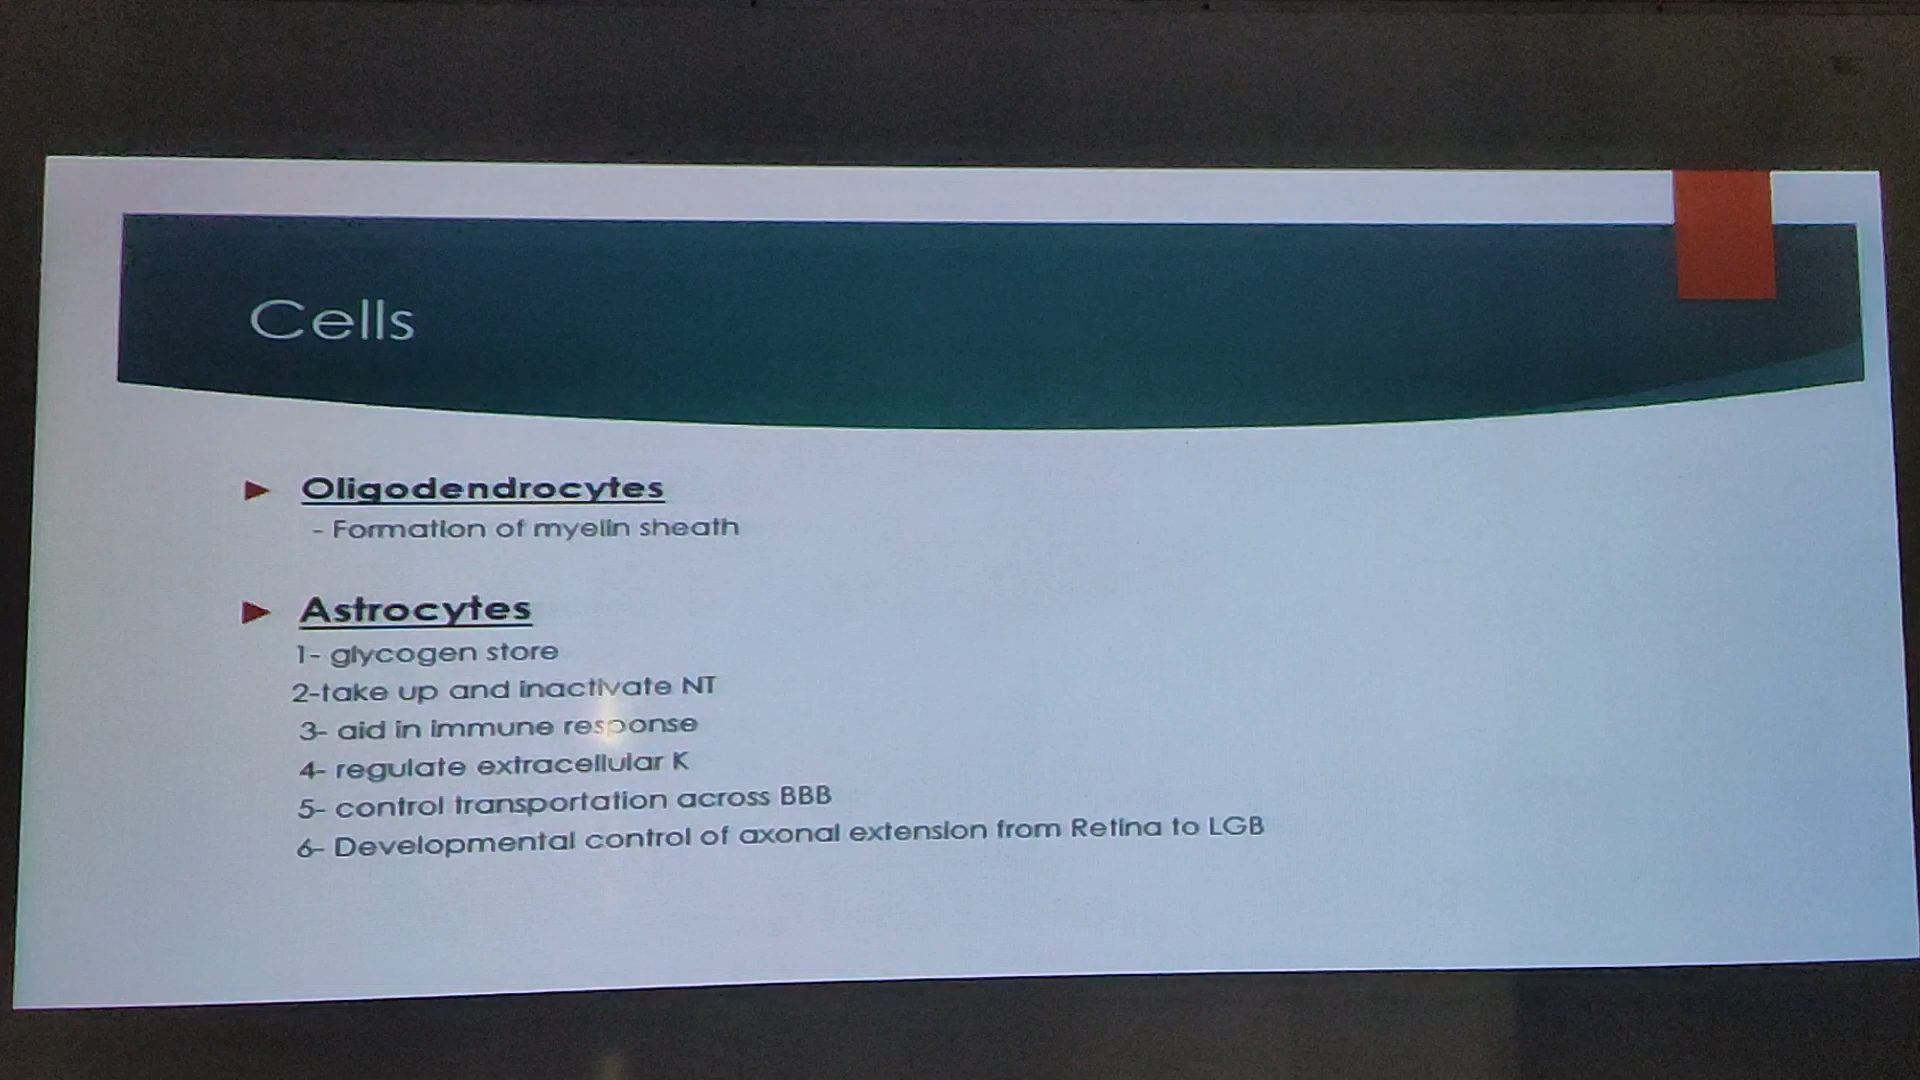 Cells
Oligodendrocytes
- Formation of myelin sheath
Astrocytes
1- glycogen store
2-take up and inactivate NT
3- aid in immune response
4- regulate extracellular K
5- control transportation across BBB
6- Developmental control of axonal extension from Retina to LGB